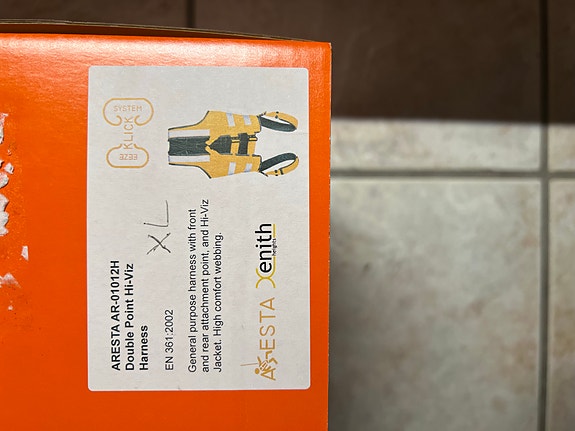 ARESTA AR-01012H
Double Point Hi-Viz
Harness
EN 361:2002
XL
General purpose harness with front
and rear attachment point, and Hi-Viz
Jacket. High comfort webbing.
ARESTA Xenith
heights
EEZE
KLICK
SYSTEM